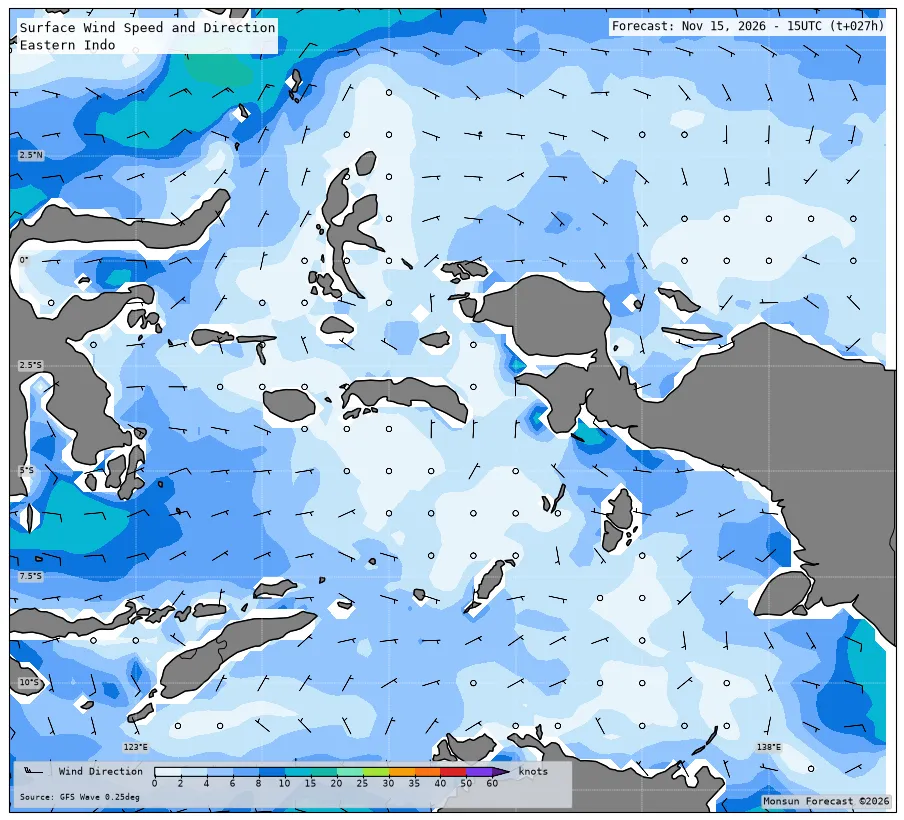 Surface Wind Speed and Direction
Eastern Indo
Forecast: Nov 15, 2026 - 15UTC (t+027h)
2.5°N
0°
2.5°S
5°S
7.5°S
10°S
123°E
138°E
Wind Direction
knots
0 2 4 6 8 10 15 20 25 30 35 40 50 60
Source: GFS Wave 0.25deg
Monsun Forecast ©2026